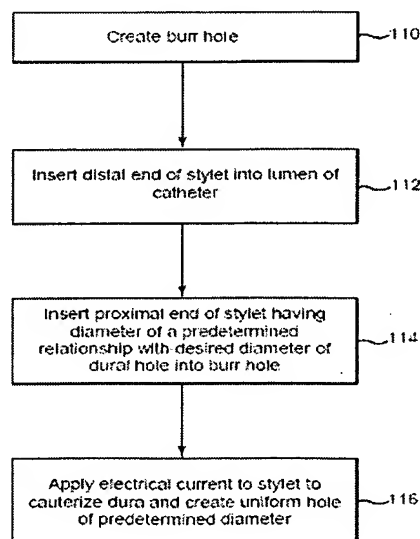 Create burr hole
110
Insert distal end of stylet into lumen of
catheter
112
Insert proximal end of stylet having
diameter of a predetermined
relationship with desired diameter of
dural hole into burr hole
114
Apply electrical current to stylet to
cauterize dura and create uniform hole
of predetermined diameter
116